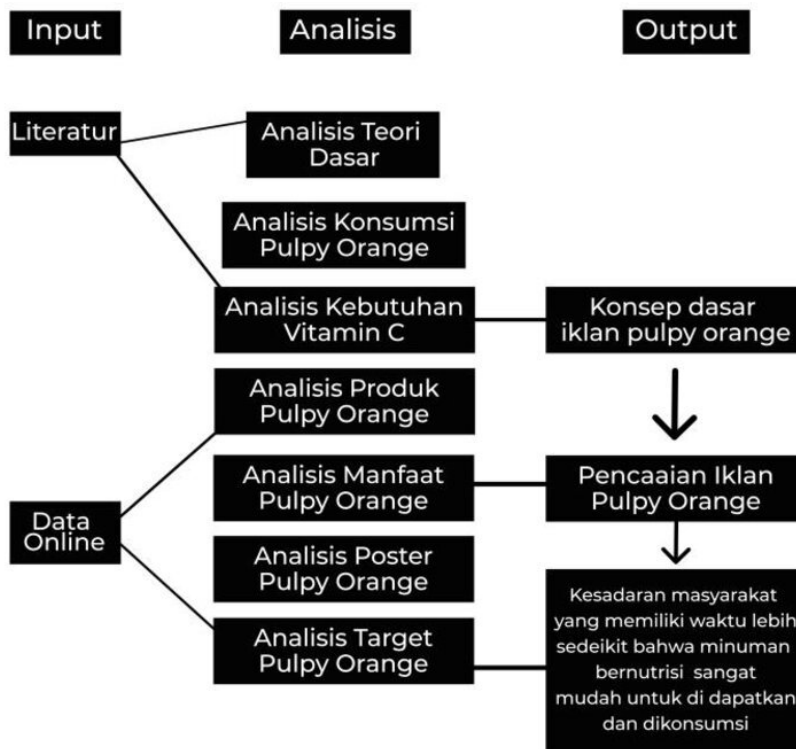 Input
Analisis
Output
Literatur
Analisis Teori
Dasar
Analisis Konsumsi
Pulpy Orange
Analisis Kebutuhan
Vitamin C
Konsep dasar
iklan pulpy orange
Analisis Produk
Pulpy Orange
Data
Online
Analisis Manfaat
Pulpy Orange
Pencaaian Iklan
Pulpy Orange
Analisis Poster
Pulpy Orange
Analisis Target
Pulpy Orange
Kesadaran masyarakat
yang memiliki waktu lebih
sedeikit bahwa minuman
bernutrisi sangat
mudah untuk di dapatkan
dan dikonsumsi